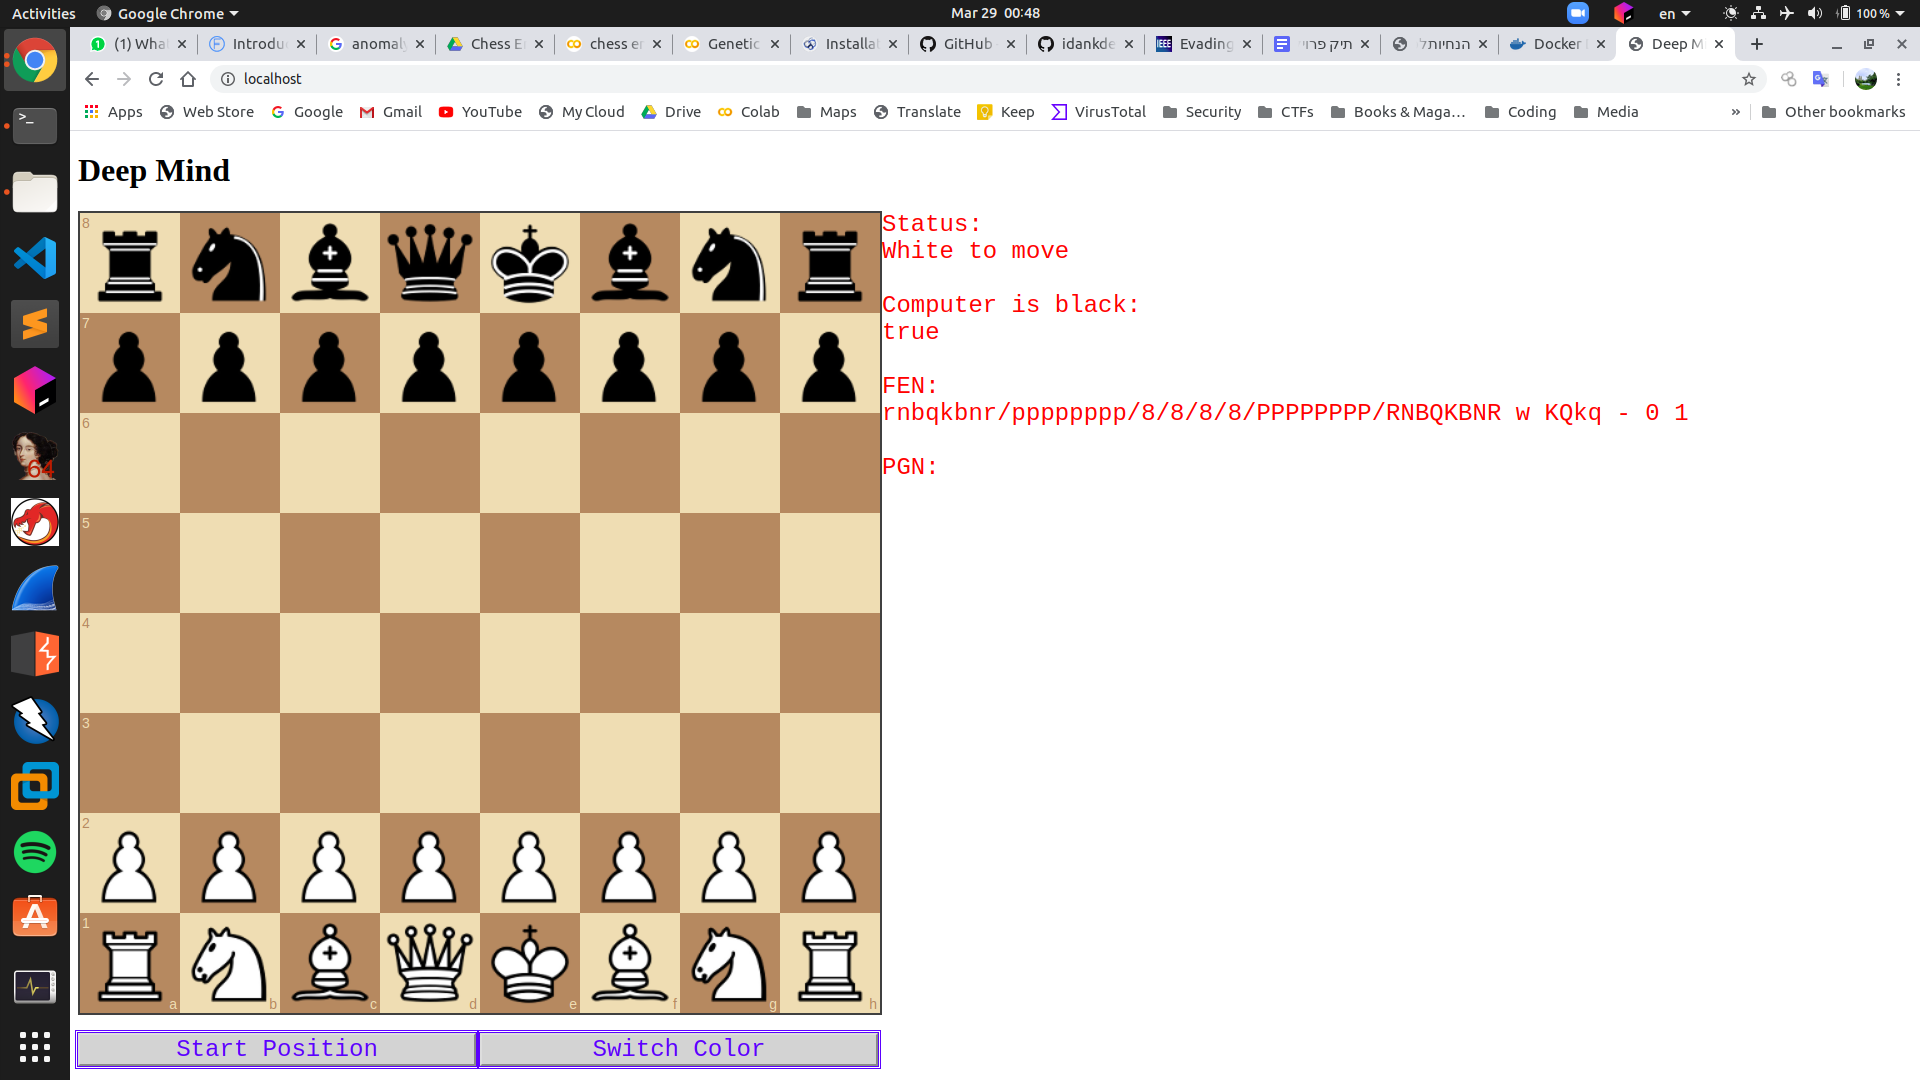 Activities Google Chrome Mar 29 00:48 en 100 %
(1) Wha Introdu anomaly Chess E chess en Genetic Installa GitHub idankde Evading תיק פרוי הנחיותל Docker Deep M
localhost
Apps Web Store Google Gmail YouTube My Cloud Drive Colab Maps Translate Keep VirusTotal Security CTFs Books & Maga… Coding Media » Other bookmarks
Deep Mind
8
7
6
5
4
3
2
1
a b c d e f g h
Status:
White to move
Computer is black:
true
FEN:
rnbqkbnr/pppppppp/8/8/8/8/PPPPPPPP/RNBQKBNR w KQkq - 0 1
PGN:
Start Position Switch Color
64